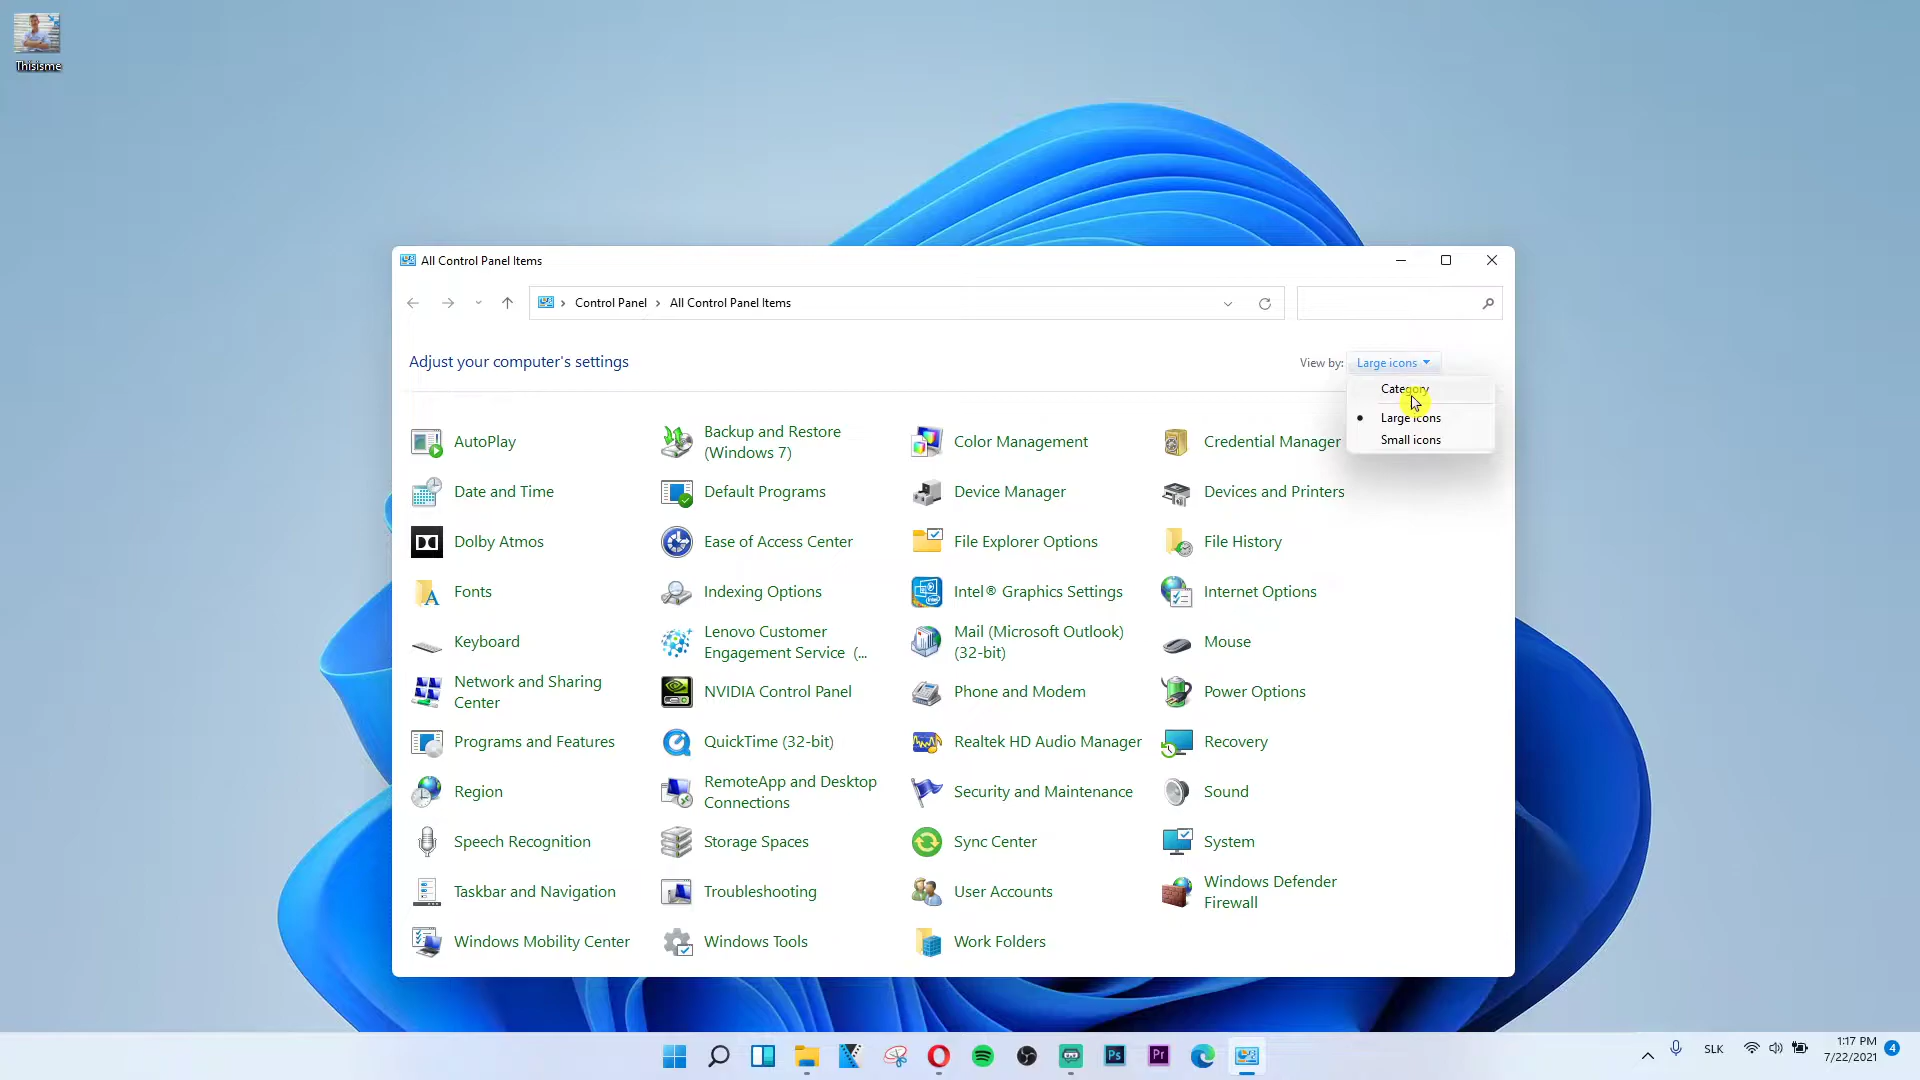 Thisisme
All Control Panel Items
Control Panel
All Control Panel Items
Adjust your computer's settings
View by:
Large icons
Category
Large icons
Small icons
AutoPlay
Backup and Restore
(Windows 7)
Color Management
Credential Manager
Date and Time
Default Programs
Device Manager
Devices and Printers
Dolby Atmos
Ease of Access Center
File Explorer Options
File History
Fonts
Indexing Options
Intel® Graphics Settings
Internet Options
Keyboard
Lenovo Customer
Engagement Service (...
Mail (Microsoft Outlook)
(32-bit)
Mouse
Network and Sharing
Center
NVIDIA Control Panel
Phone and Modem
Power Options
Programs and Features
QuickTime (32-bit)
Realtek HD Audio Manager
Recovery
Region
RemoteApp and Desktop
Connections
Security and Maintenance
Sound
Speech Recognition
Storage Spaces
Sync Center
System
Taskbar and Navigation
Troubleshooting
User Accounts
Windows Defender
Firewall
Windows Mobility Center
Windows Tools
Work Folders
Ps
Pr
SLK
1:17 PM
7/22/2021
4